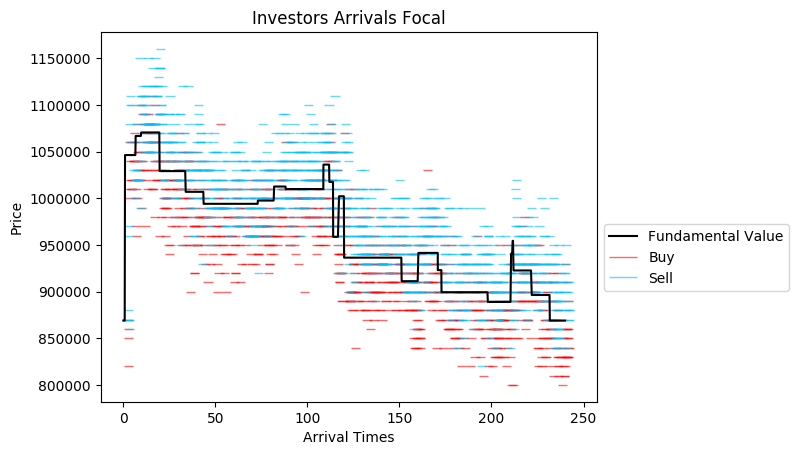 Investors Arrivals Focal
Price
1150000
1100000
1050000
1000000
950000
900000
850000
800000
0 50 100 150 200 250
Arrival Times
Fundamental Value
Buy
Sell